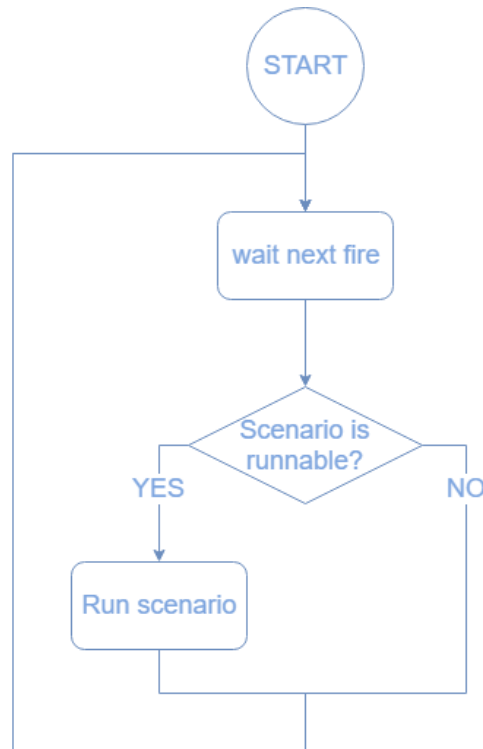 START
wait next fire
Scenario is
runnable?
YES
NO
Run scenario